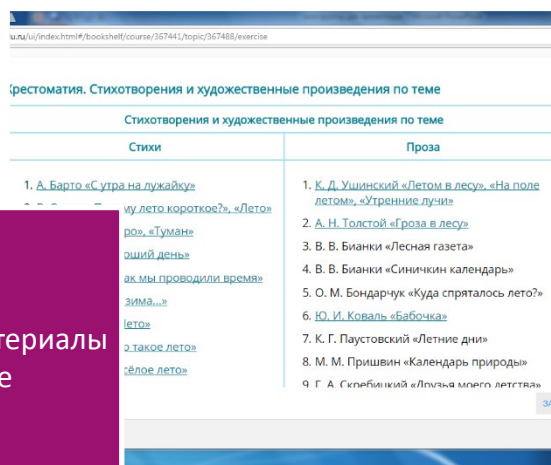 u.ru/ui/index.html#/bookshelf/course/367441/topic/367488/exercise
Хрестоматия. Стихотворения и художественные произведения по теме
Стихотворения и художественные произведения по теме
Стихи
1. А. Барто «С утра на лужайку»
му лето короткое?», «Лето»
ро», «Туман»
оший день»
ак мы проводили время»
зима...»
Лето»
о такое лето»
сёлое лето»
Проза
1. К. Д. Ушинский «Летом в лесу», «На поле
летом», «Утренние лучи»
2. А. Н. Толстой «Гроза в лесу»
3. В. В. Бианки «Лесная газета»
4. В. В. Бианки «Синичкин календарь»
5. О. М. Бондарчук «Куда спряталось лето?»
6. Ю. И. Коваль «Бабочка»
7. К. Г. Паустовский «Летние дни»
8. М. М. Пришвин «Календарь природы»
9. Г. А. Скребицкий «Друзья моего детства»
ЗА
териалы
е